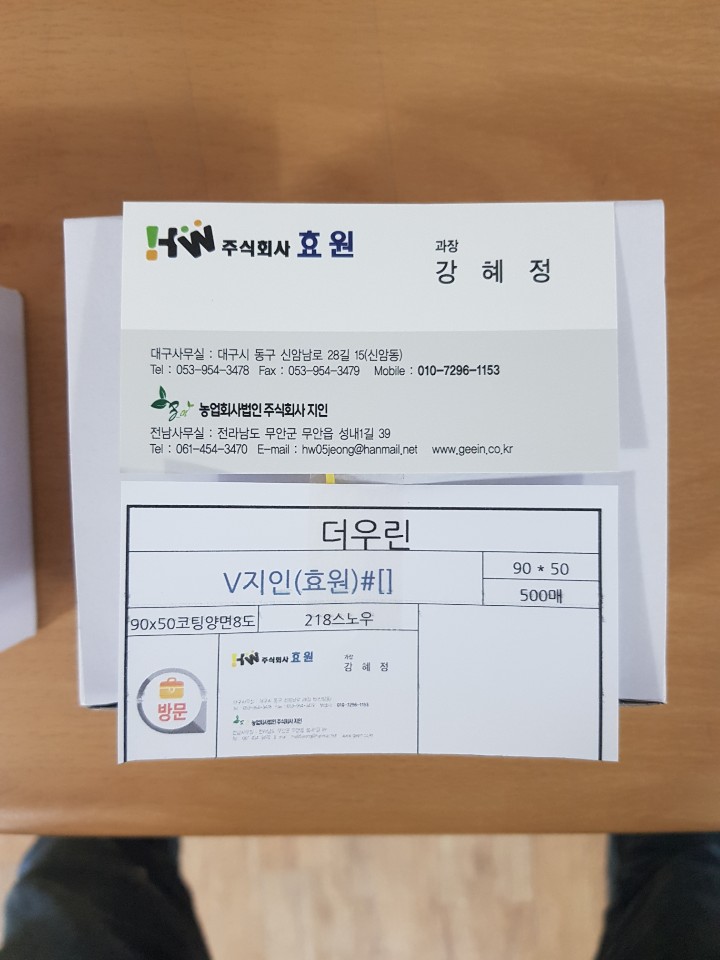 HW 주식회사 효원
과장
강 혜 정
대구사무실 : 대구시 동구 신암남로 28길 15(신암동)
Tel : 053-954-3478 Fax : 053-954-3479 Mobile : 010-7296-1153
농업회사법인 주식회사 지인
전남사무실 : 전라남도 무안군 무안읍 성내1길 39
Tel : 061-454-3470 E-mail : hw05jeong@hanmail.net www.geein.co.kr
더우린
V지인(효원)#[]
90 * 50
500매
90x50코팅양면8도
218스노우
방문
HW 주식회사 효원
과장
강 혜 정
010-7296-1153
농업회사법인 주식회사 지인